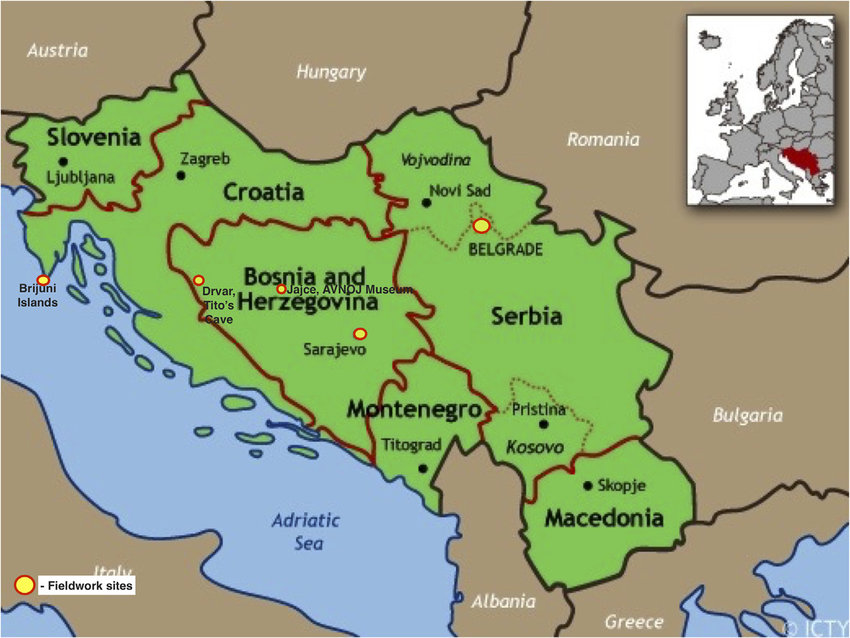 Austria
Hungary
Romania
Slovenia
Ljubljana
Zagreb
Croatia
Vojvodina
Novi Sad
BELGRADE
Brijuni
Islands
Drvar,
Tito's
Cave
Bosnia and
Herzegovina
Jajce, AVNOJ Museum
Sarajevo
Serbia
Montenegro
Titograd
Pristina
Kosovo
Bulgaria
Skopje
Macedonia
Adriatic
Sea
Italy
- Fieldwork sites
Albania
Greece
© ICTY